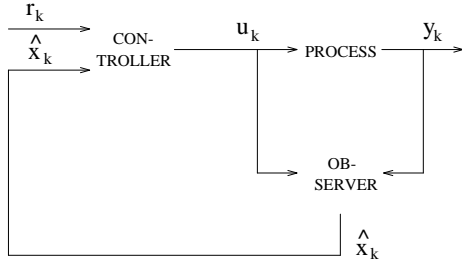 r_k
x̂_k
CON-
TROLLER
u_k
PROCESS
y_k
OB-
SERVER
x̂_k